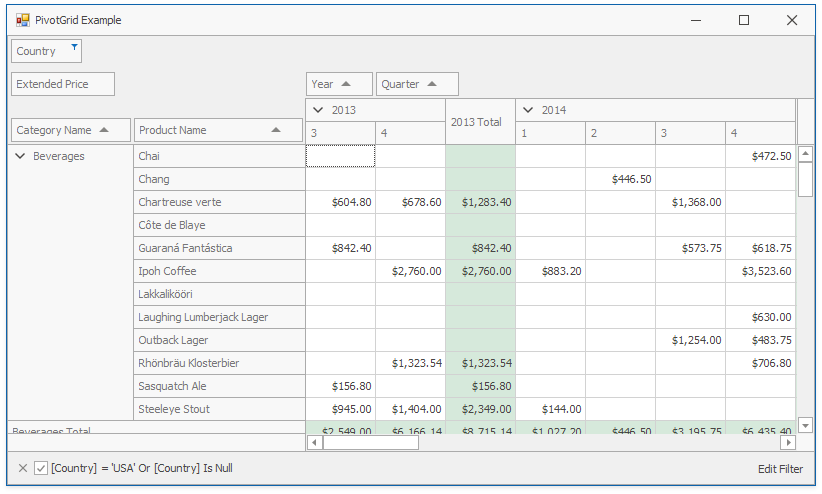 PivotGrid Example
Country
Extended Price Year Quarter
2013 2013 Total 2014
Category Name Product Name 3 4 1 2 3 4
Beverages Chai $472.50
Chang $446.50
Chartreuse verte $604.80 $678.60 $1,283.40 $1,368.00
Côte de Blaye
Guaraná Fantástica $842.40 $842.40 $573.75 $618.75
Ipoh Coffee $2,760.00 $2,760.00 $883.20 $3,523.60
Lakkalikööri
Laughing Lumberjack Lager $630.00
Outback Lager $1,254.00 $483.75
Rhönbräu Klosterbier $1,323.54 $1,323.54 $706.80
Sasquatch Ale $156.80 $156.80
Steeleye Stout $945.00 $1,404.00 $2,349.00 $144.00
Beverages Total $2,549.00 $6,166.14 $8,715.14 $1,027.20 $446.50 $3,195.75 $6,435.40
[Country] = 'USA' Or [Country] Is Null Edit Filter